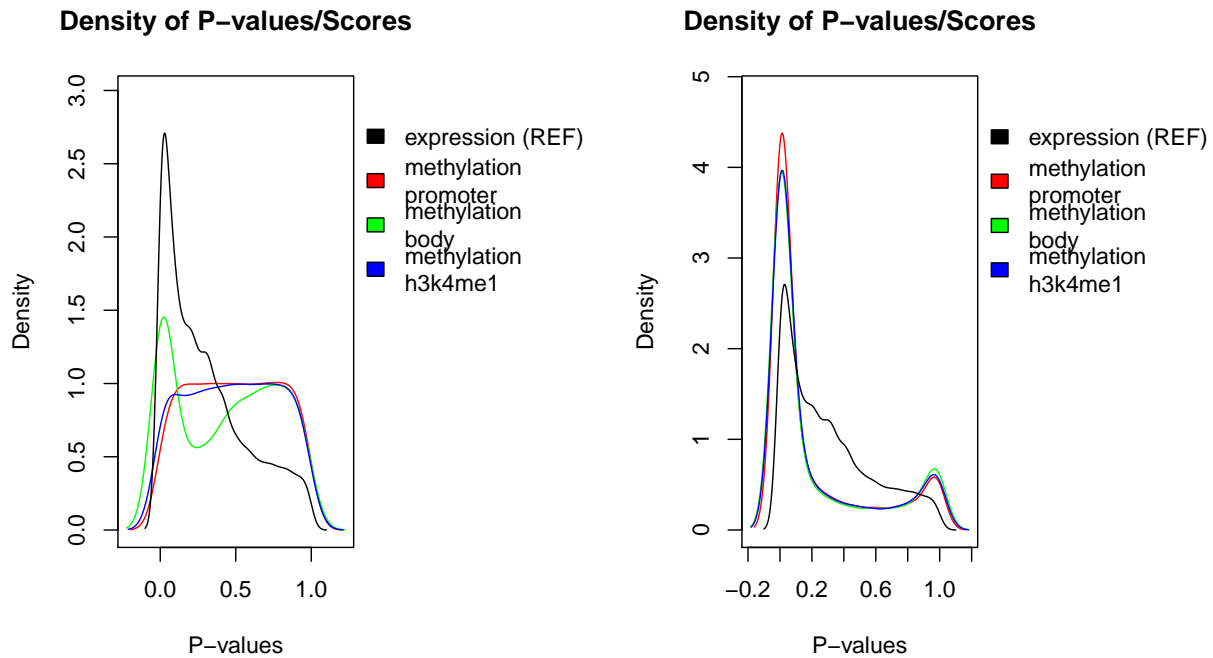 Density of P−values/Scores
3.0
2.5
2.0
1.5
1.0
0.5
0.0
Density
0.0 0.5 1.0
P−values
expression (REF)
methylation
promoter
methylation
body
methylation
h3k4me1
Density of P−values/Scores
5
4
3
2
1
0
Density
−0.2 0.2 0.6 1.0
P−values
expression (REF)
methylation
promoter
methylation
body
methylation
h3k4me1